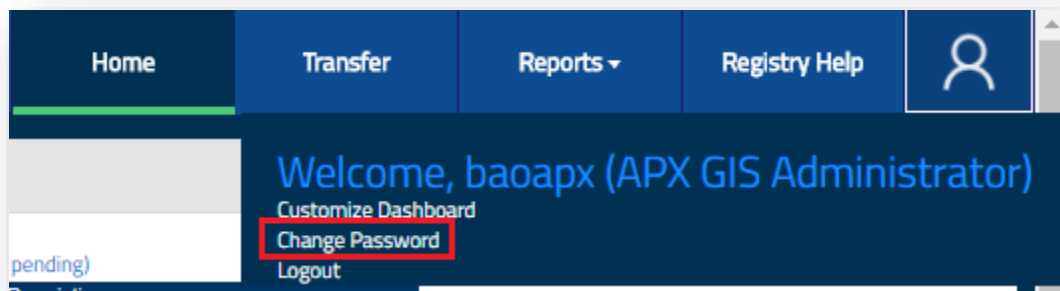 Home Transfer Reports Registry Help
Welcome, baoapx (APX GIS Administrator)
Customize Dashboard
Change Password
Logout
pending)